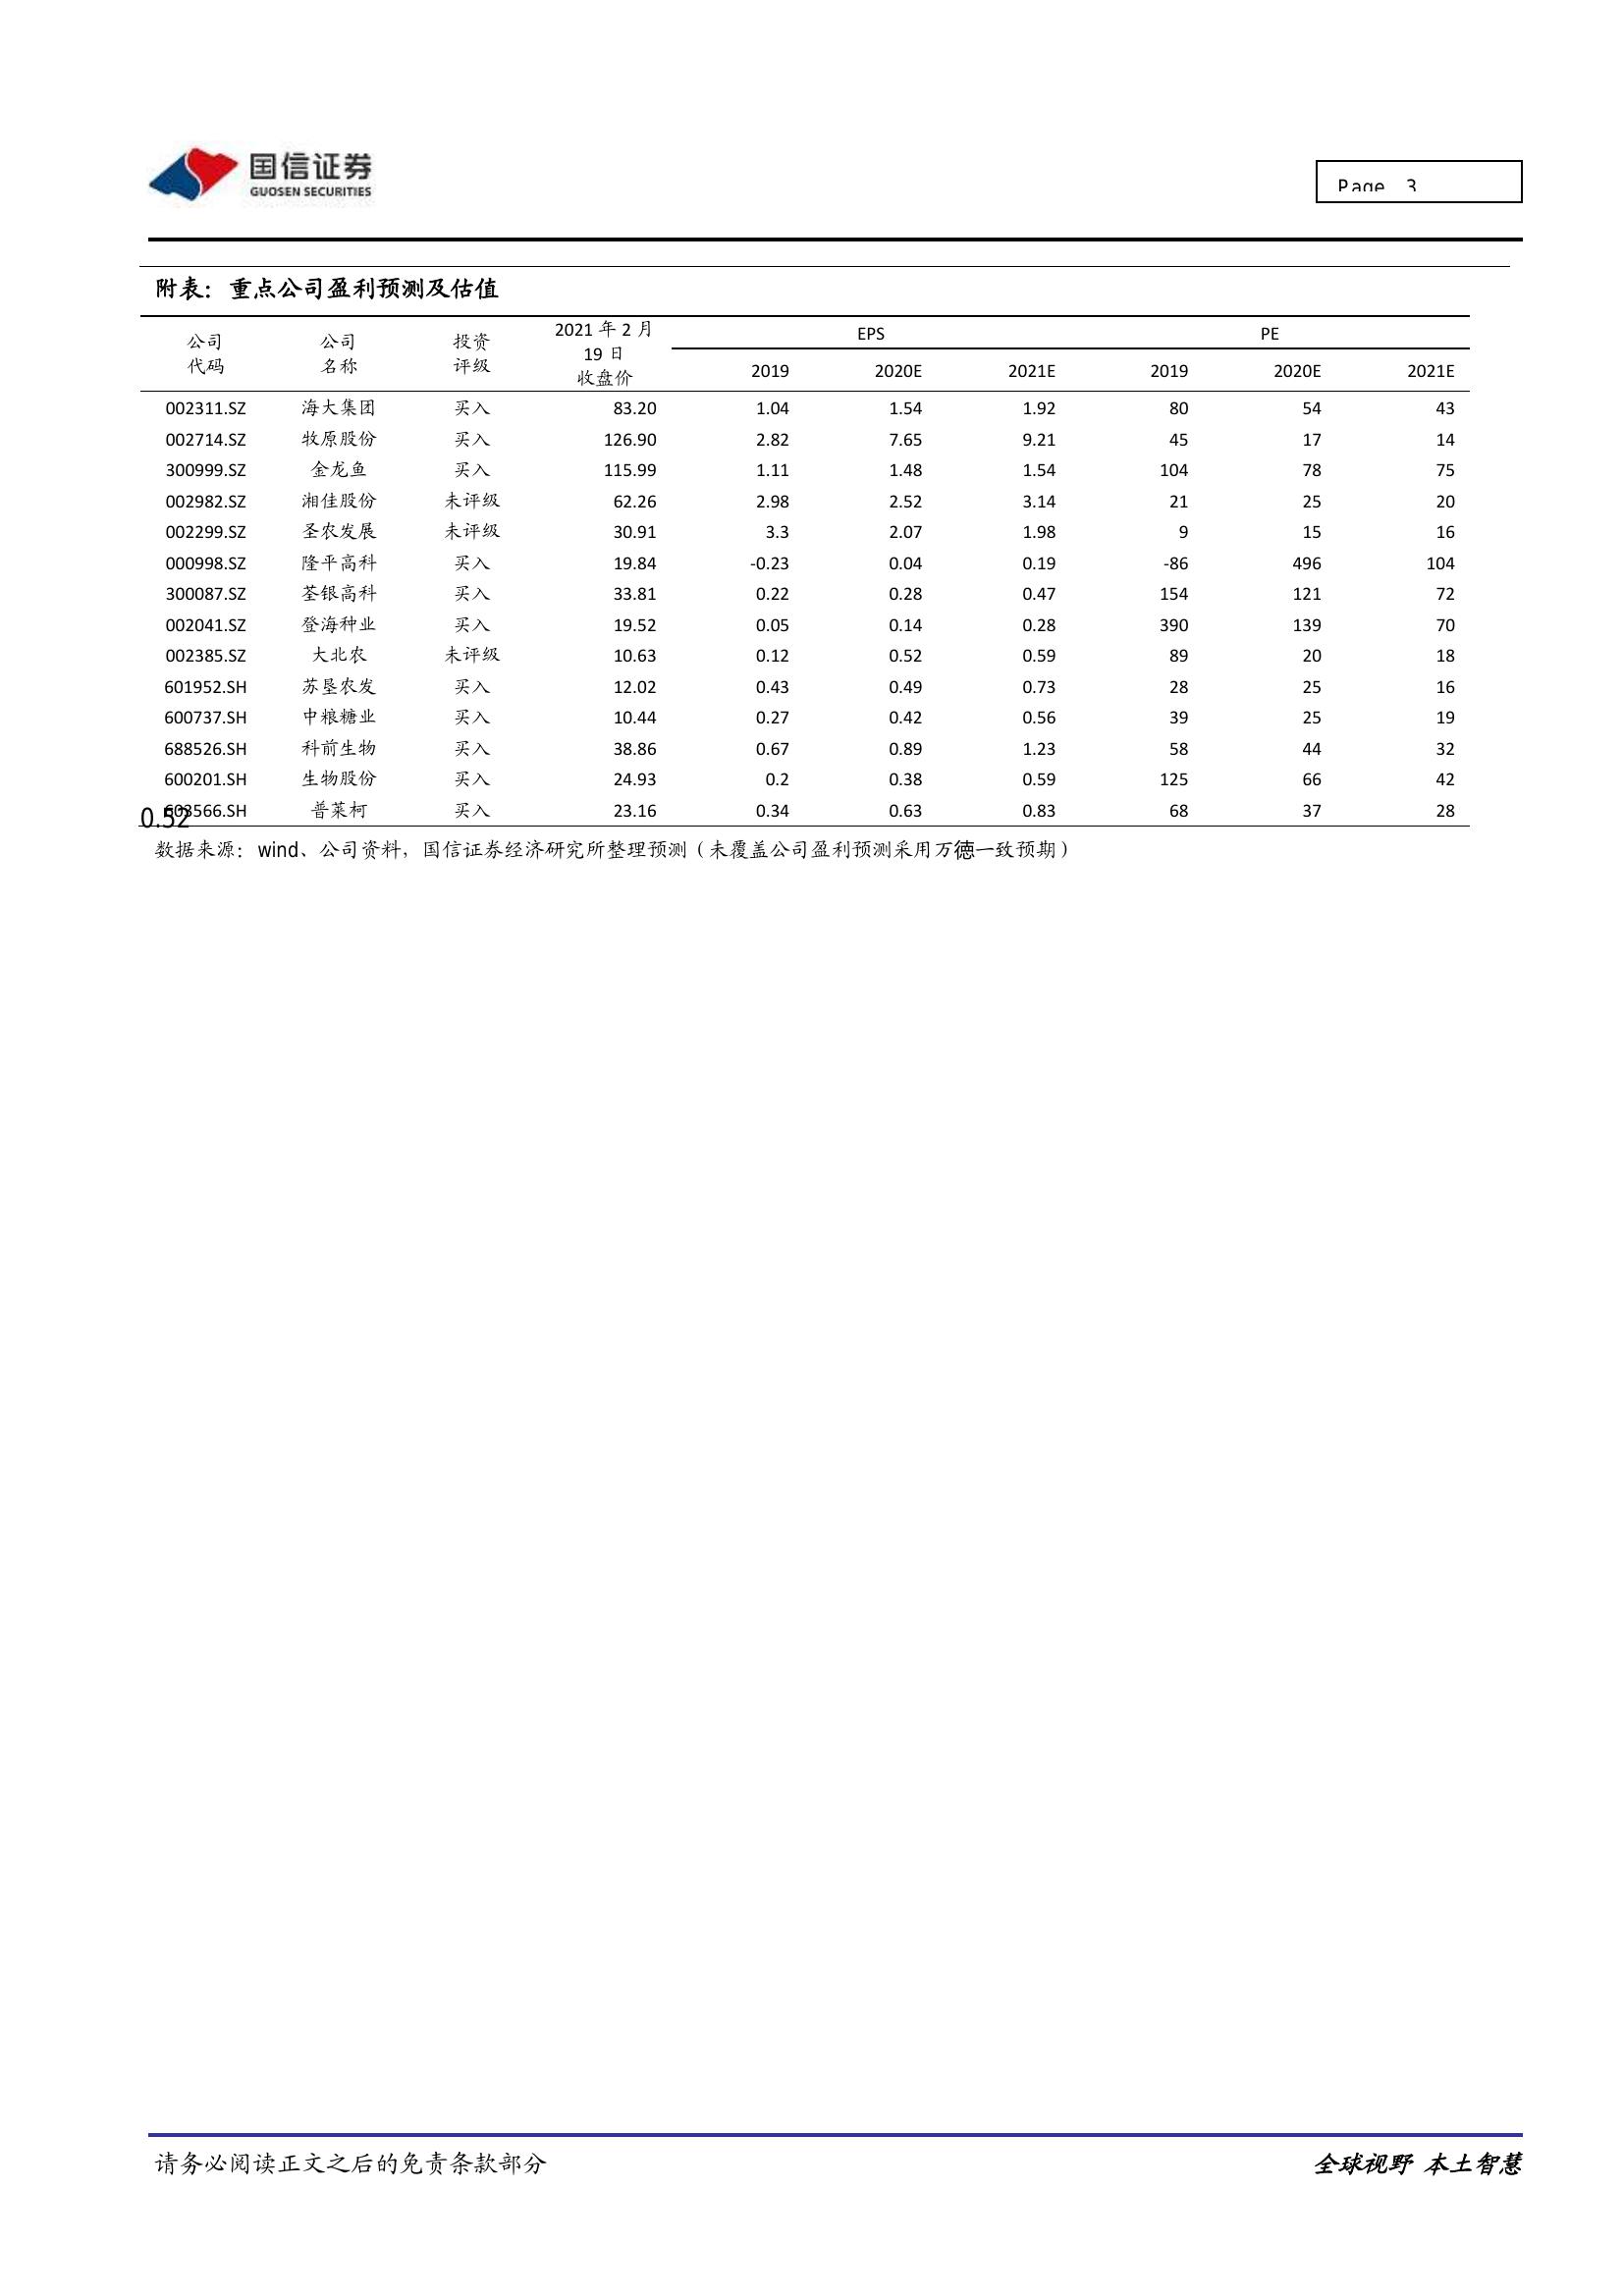 国信证券
GUOSEN SECURITIES
Page 3
附表：重点公司盈利预测及估值
公司 公司 投资 2021 年 2 月 EPS PE
代码 名称 评级 19 日
收盘价 2019 2020E 2021E 2019 2020E 2021E
002311.SZ 海大集团 买入 83.20 1.04 1.54 1.92 80 54 43
002714.SZ 牧原股份 买入 126.90 2.82 7.65 9.21 45 17 14
300999.SZ 金龙鱼 买入 115.99 1.11 1.48 1.54 104 78 75
002982.SZ 湘佳股份 未评级 62.26 2.98 2.52 3.14 21 25 20
002299.SZ 圣农发展 未评级 30.91 3.3 2.07 1.98 9 15 16
000998.SZ 隆平高科 买入 19.84 -0.23 0.04 0.19 -86 496 104
300087.SZ 荃银高科 买入 33.81 0.22 0.28 0.47 154 121 72
002041.SZ 登海种业 买入 19.52 0.05 0.14 0.28 390 139 70
002385.SZ 大北农 未评级 10.63 0.12 0.52 0.59 89 20 18
601952.SH 苏垦农发 买入 12.02 0.43 0.49 0.73 28 25 16
600737.SH 中粮糖业 买入 10.44 0.27 0.42 0.56 39 25 19
688526.SH 科前生物 买入 38.86 0.67 0.89 1.23 58 44 32
600201.SH 生物股份 买入 24.93 0.2 0.38 0.59 125 66 42
603566.SH 普莱柯 买入 23.16 0.34 0.63 0.83 68 37 28
0.52
数据来源：wind、公司资料，国信证券经济研究所整理预测（未覆盖公司盈利预测采用万德一致预期）
请务必阅读正文之后的免责条款部分 全球视野 本土智慧